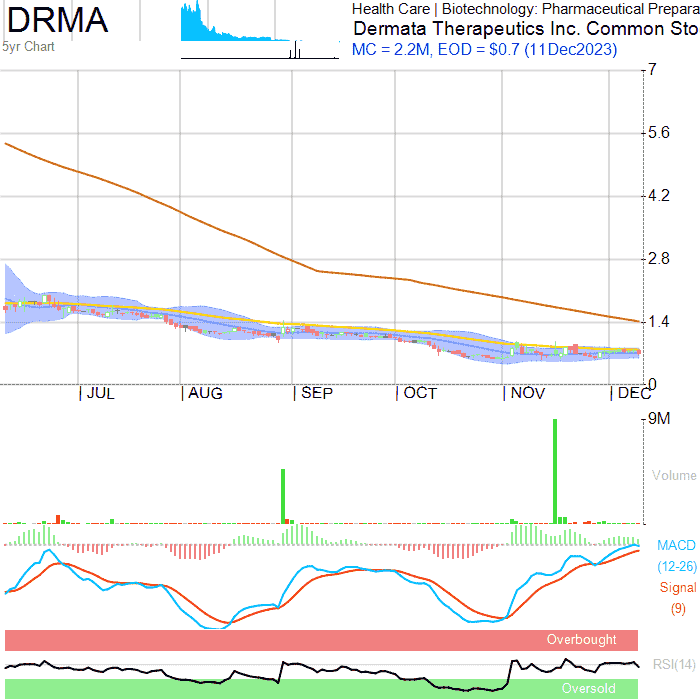 DRMA
5yr Chart
Health Care | Biotechnology: Pharmaceutical Prepara
Dermata Therapeutics Inc. Common Sto
MC = 2.2M, EOD = $0.7 (11Dec2023)
7
5.6
4.2
2.8
1.4
0
JUL AUG SEP OCT NOV DEC
9M
Volume
MACD
(12-26)
Signal
(9)
Overbought
RSI(14)
Oversold